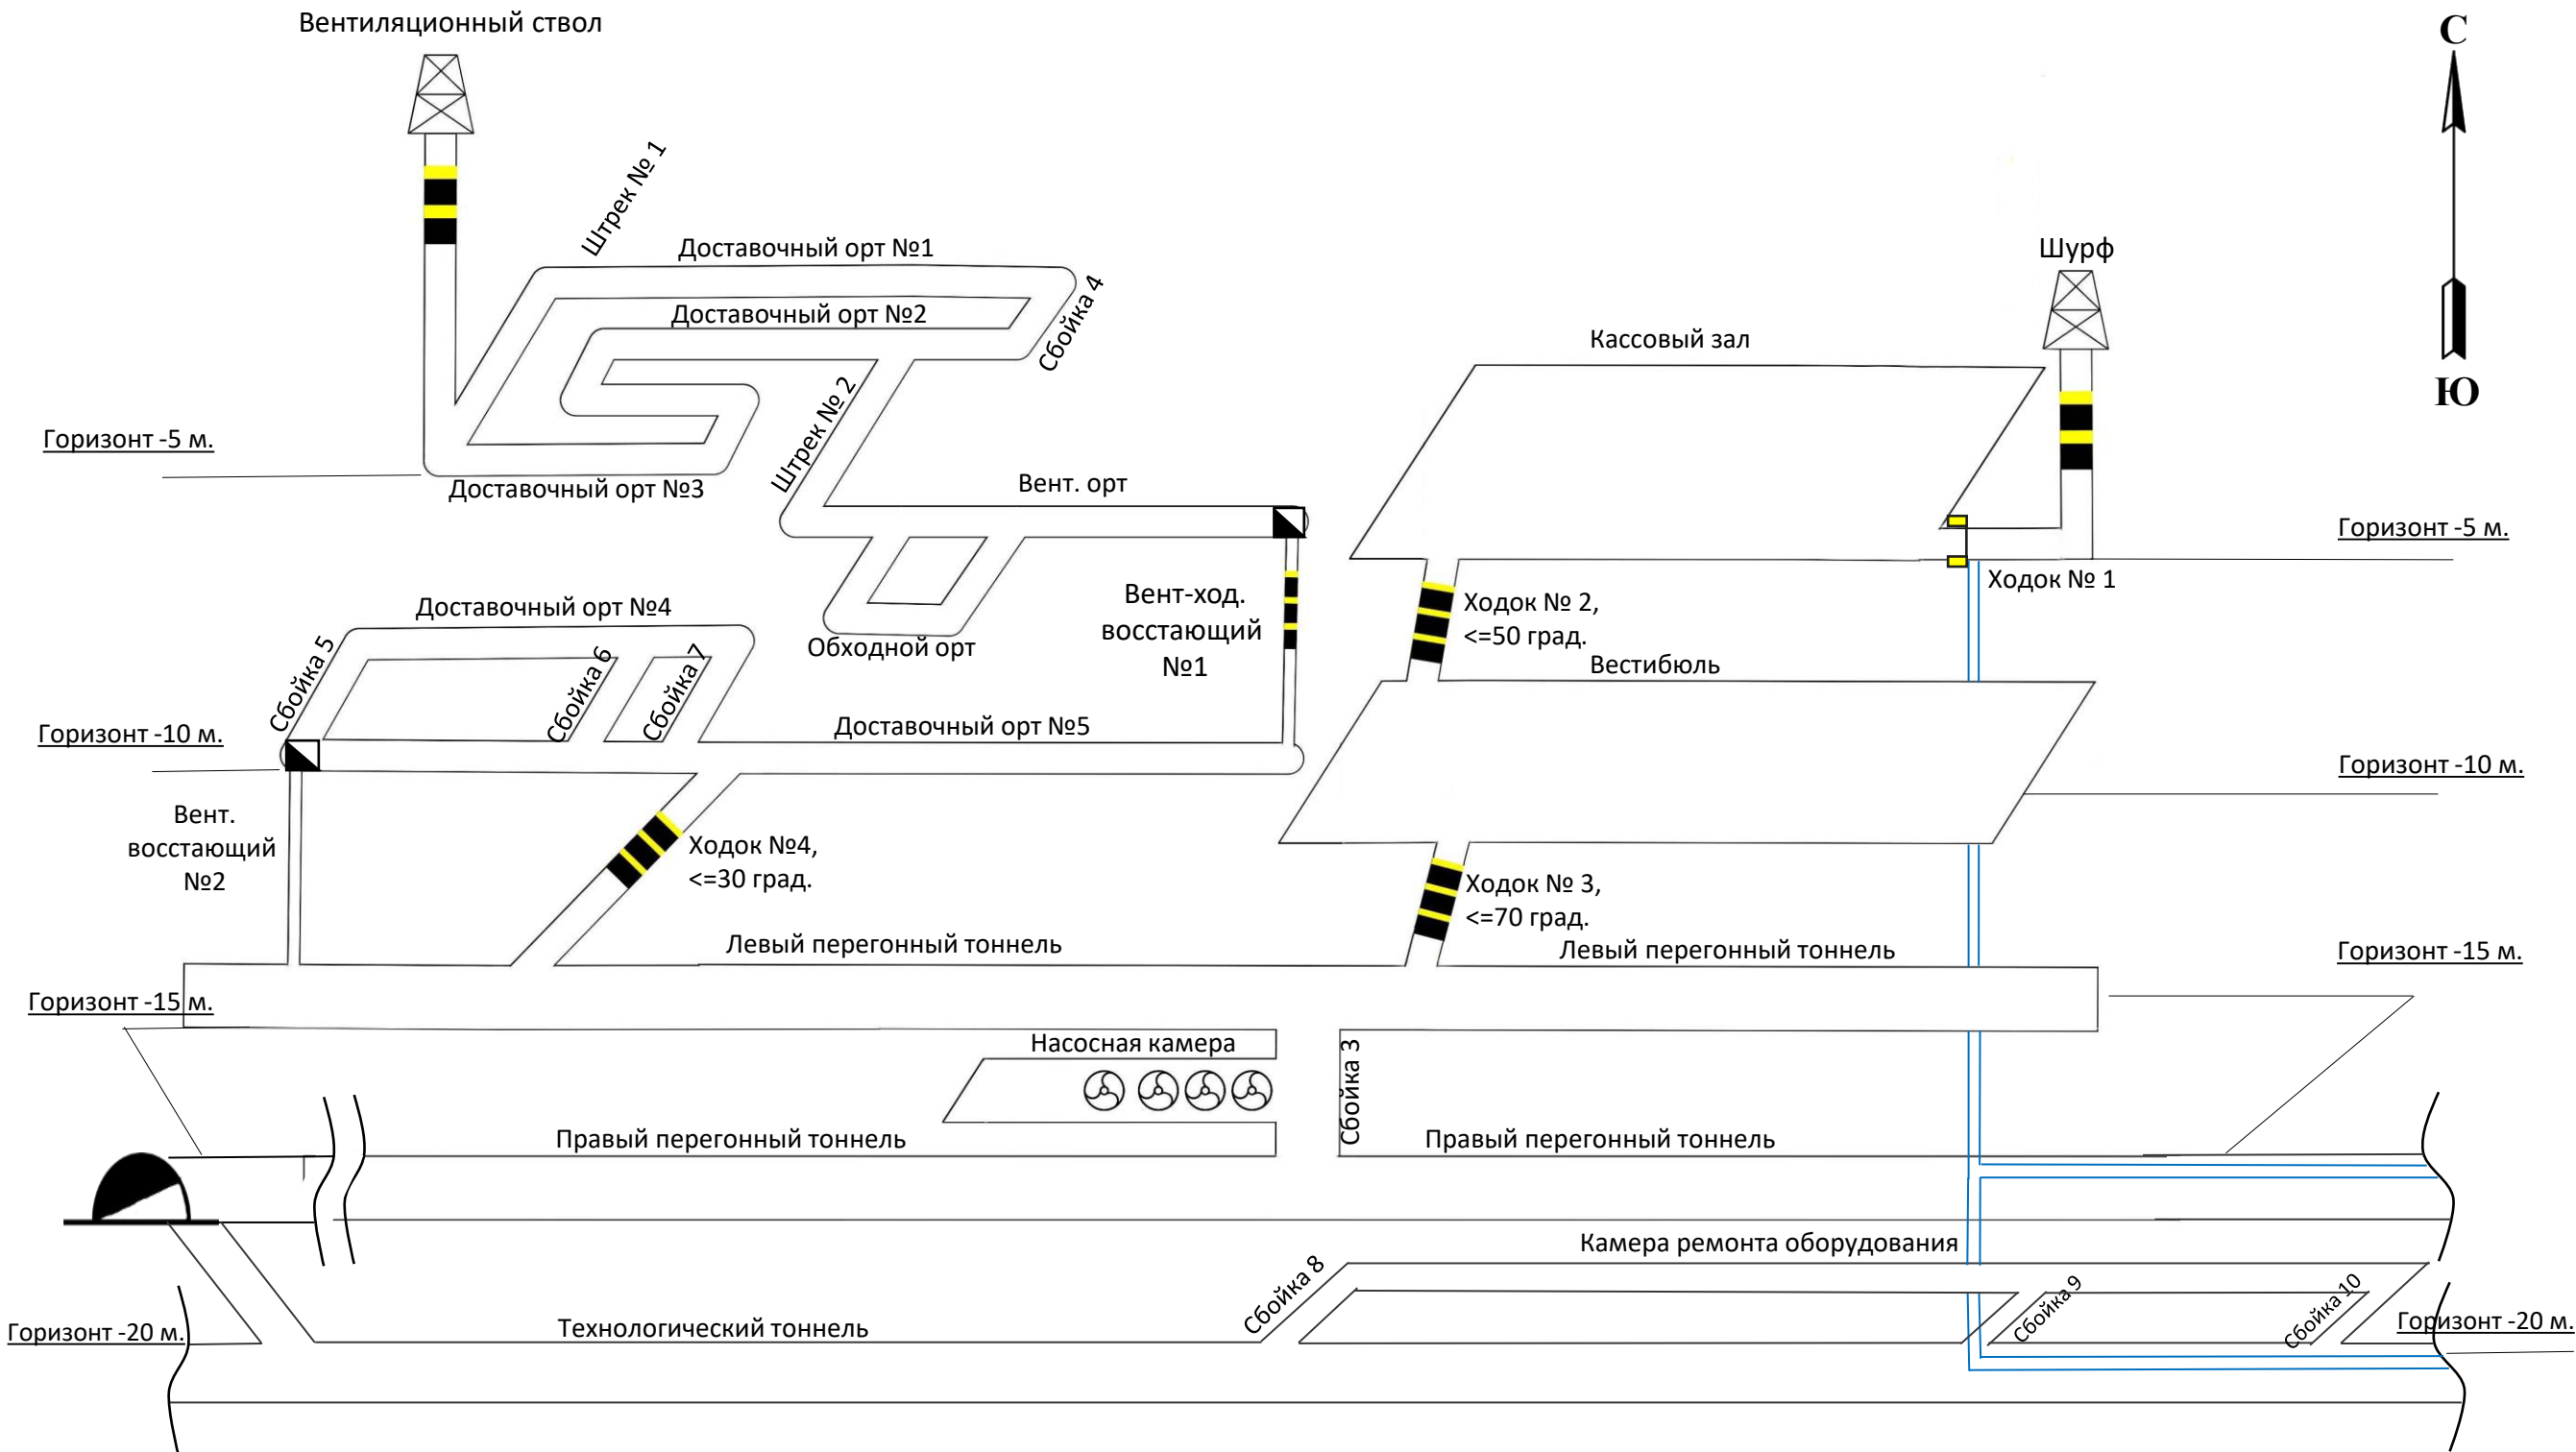 Вентиляционный ствол
С
Ю
Штрек № 1
Доставочный орт №1
Доставочный орт №2
Сбойка 4
Шурф
Кассовый зал
Штрек № 2
Горизонт -5 м.
Доставочный орт №3
Вент. орт
Горизонт -5 м.
Ходок № 1
Вент-ход.
восстающий
№1
Ходок № 2,
<=50 град.
Доставочный орт №4
Обходной орт
Вестибюль
Сбойка 5
Сбойка 6
Сбойка 7
Горизонт -10 м.
Доставочный орт №5
Горизонт -10 м.
Вент.
восстающий
№2
Ходок №4,
<=30 град.
Ходок № 3,
<=70 град.
Левый перегонный тоннель
Левый перегонный тоннель
Горизонт -15 м.
Горизонт -15 м.
Насосная камера
Сбойка 3
Правый перегонный тоннель
Правый перегонный тоннель
Камера ремонта оборудования
Сбойка 8
Сбойка 9
Сбойка 10
Горизонт -20 м.
Технологический тоннель
Горизонт -20 м.